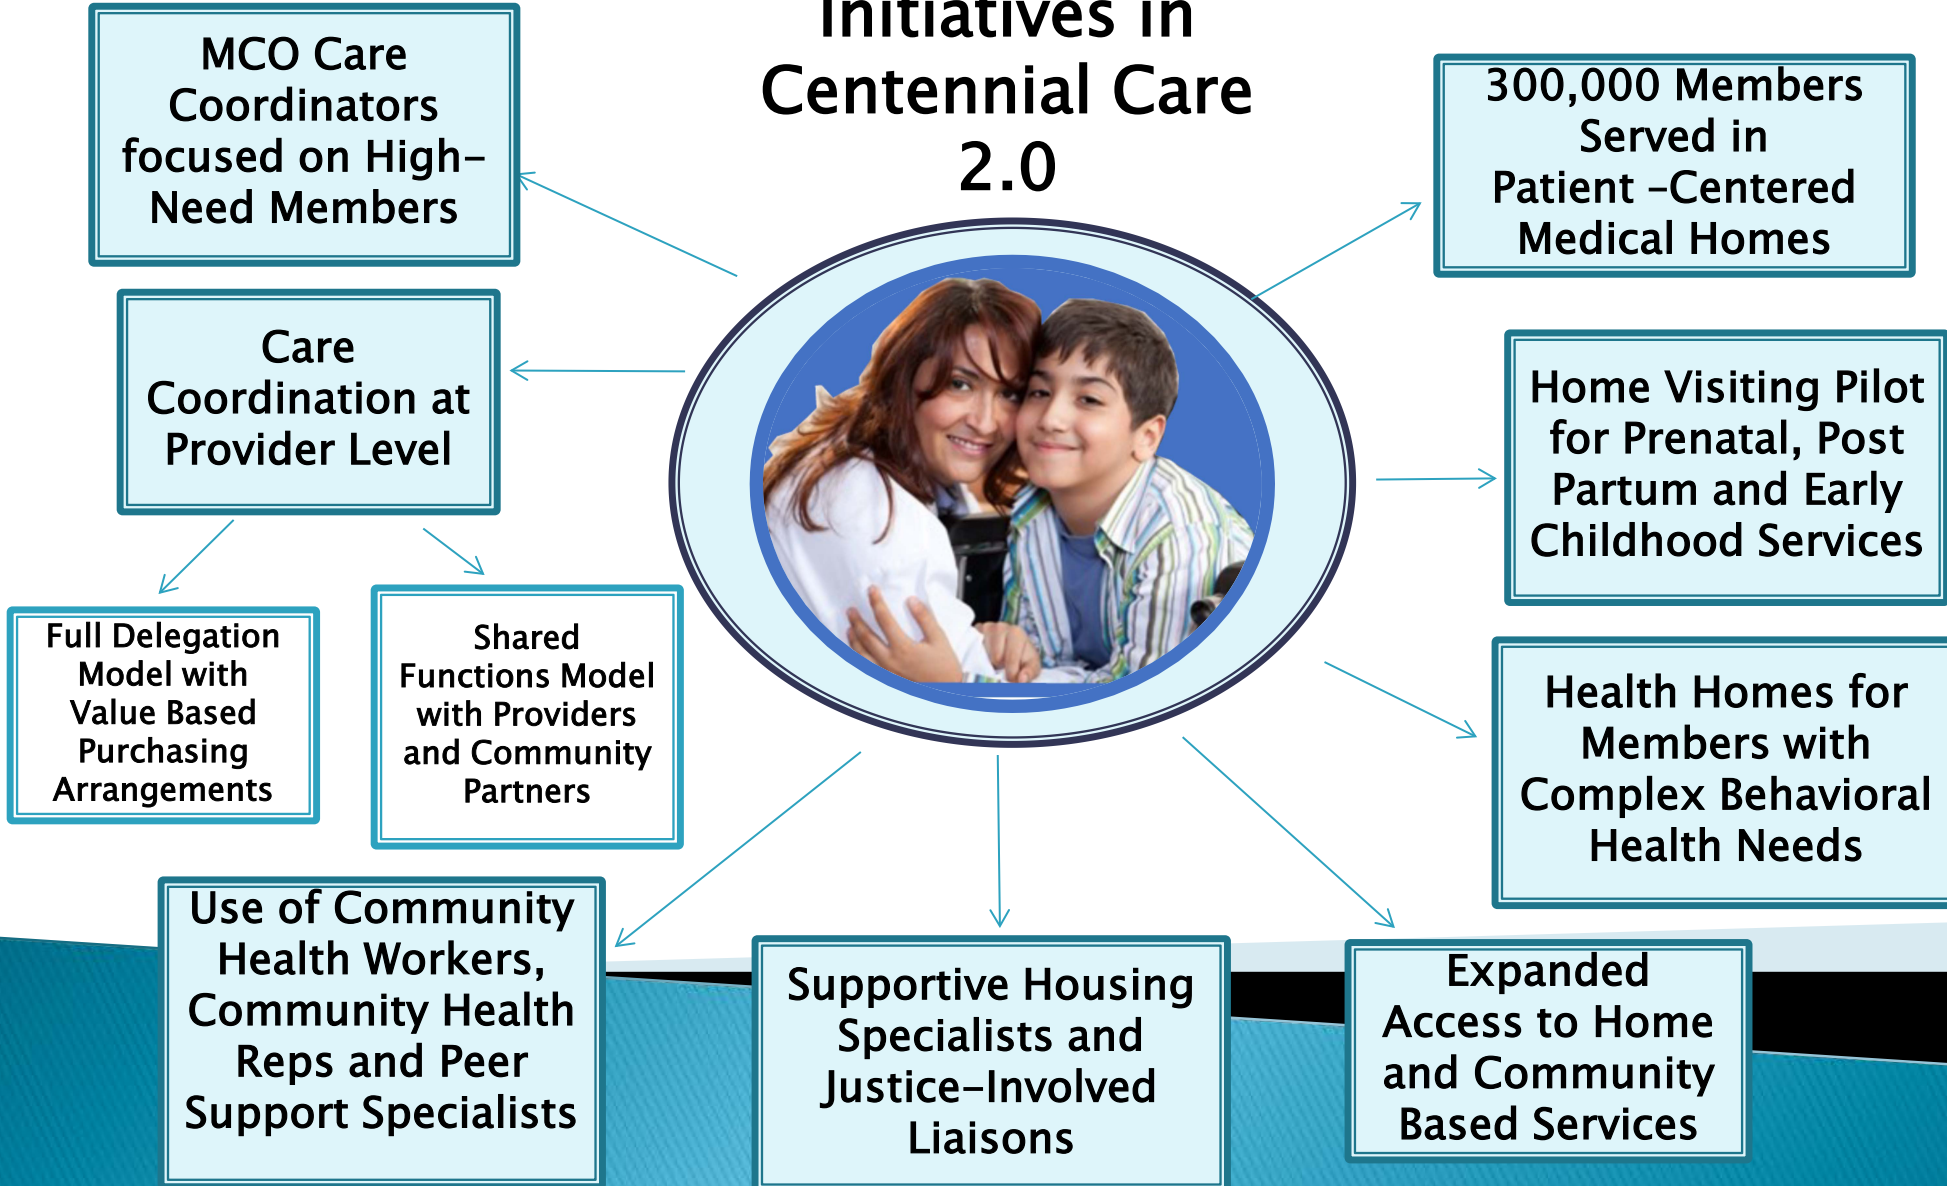 Initiatives in
Centennial Care
2.0
MCO Care
Coordinators
focused on High-
Need Members
300,000 Members
Served in
Patient -Centered
Medical Homes
Care
Coordination at
Provider Level
Home Visiting Pilot
for Prenatal, Post
Partum and Early
Childhood Services
Full Delegation
Model with
Value Based
Purchasing
Arrangements
Shared
Functions Model
with Providers
and Community
Partners
Health Homes for
Members with
Complex Behavioral
Health Needs
Use of Community
Health Workers,
Community Health
Reps and Peer
Support Specialists
Supportive Housing
Specialists and
Justice-Involved
Liaisons
Expanded
Access to Home
and Community
Based Services